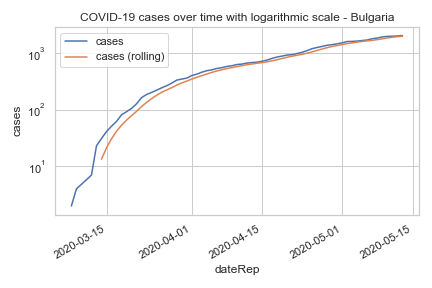 COVID-19 cases over time with logarithmic scale - Bulgaria
cases
cases (rolling)
10³
10²
10¹
cases
2020-03-15
2020-04-01
2020-04-15
2020-05-01
2020-05-15
dateRep